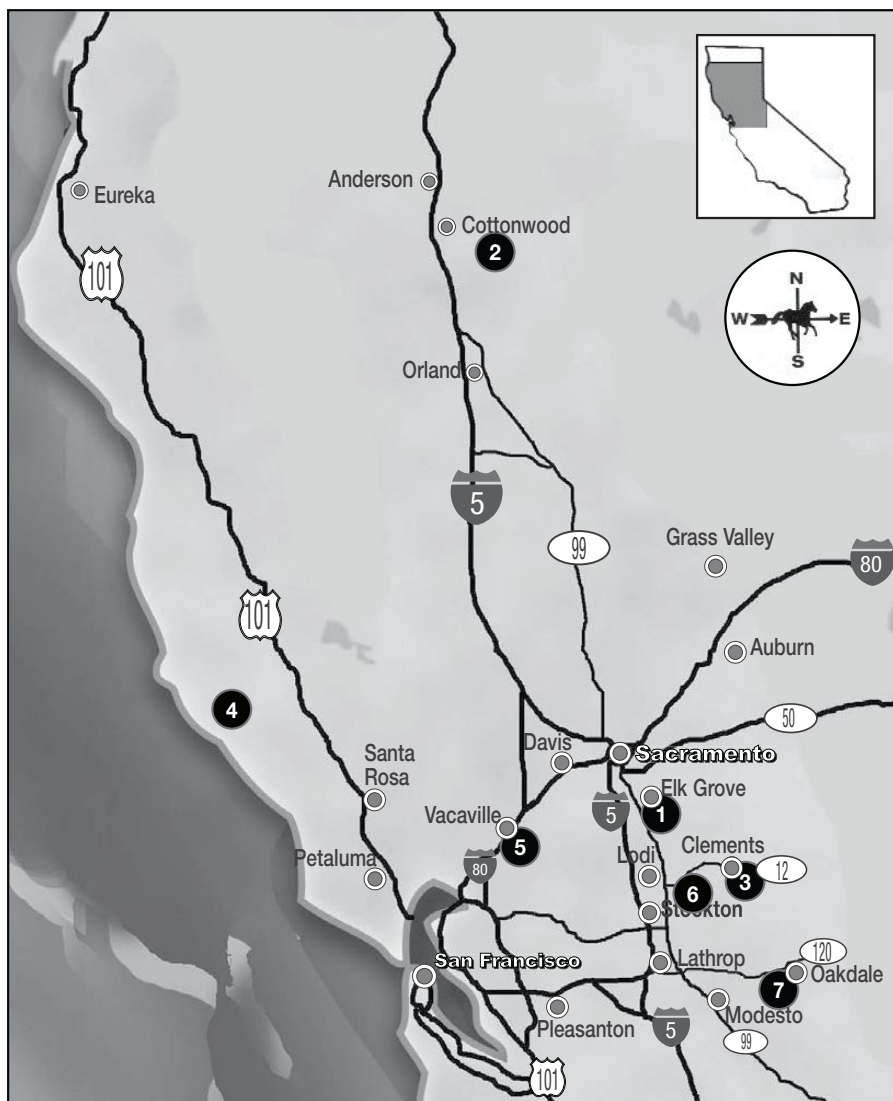 Anderson
Eureka
Cottonwood
2
101
N
W E
S
Orland
5
99
Grass Valley
80
101
Auburn
4
50
Davis
Sacramento
Santa
Rosa
Elk Grove
5
1
Vacaville
5
Clements
Lodi
80
12
Petaluma
6
3
Stockton
San Francisco
Lathrop
120
Oakdale
7
Pleasanton
Modesto
5
99
101